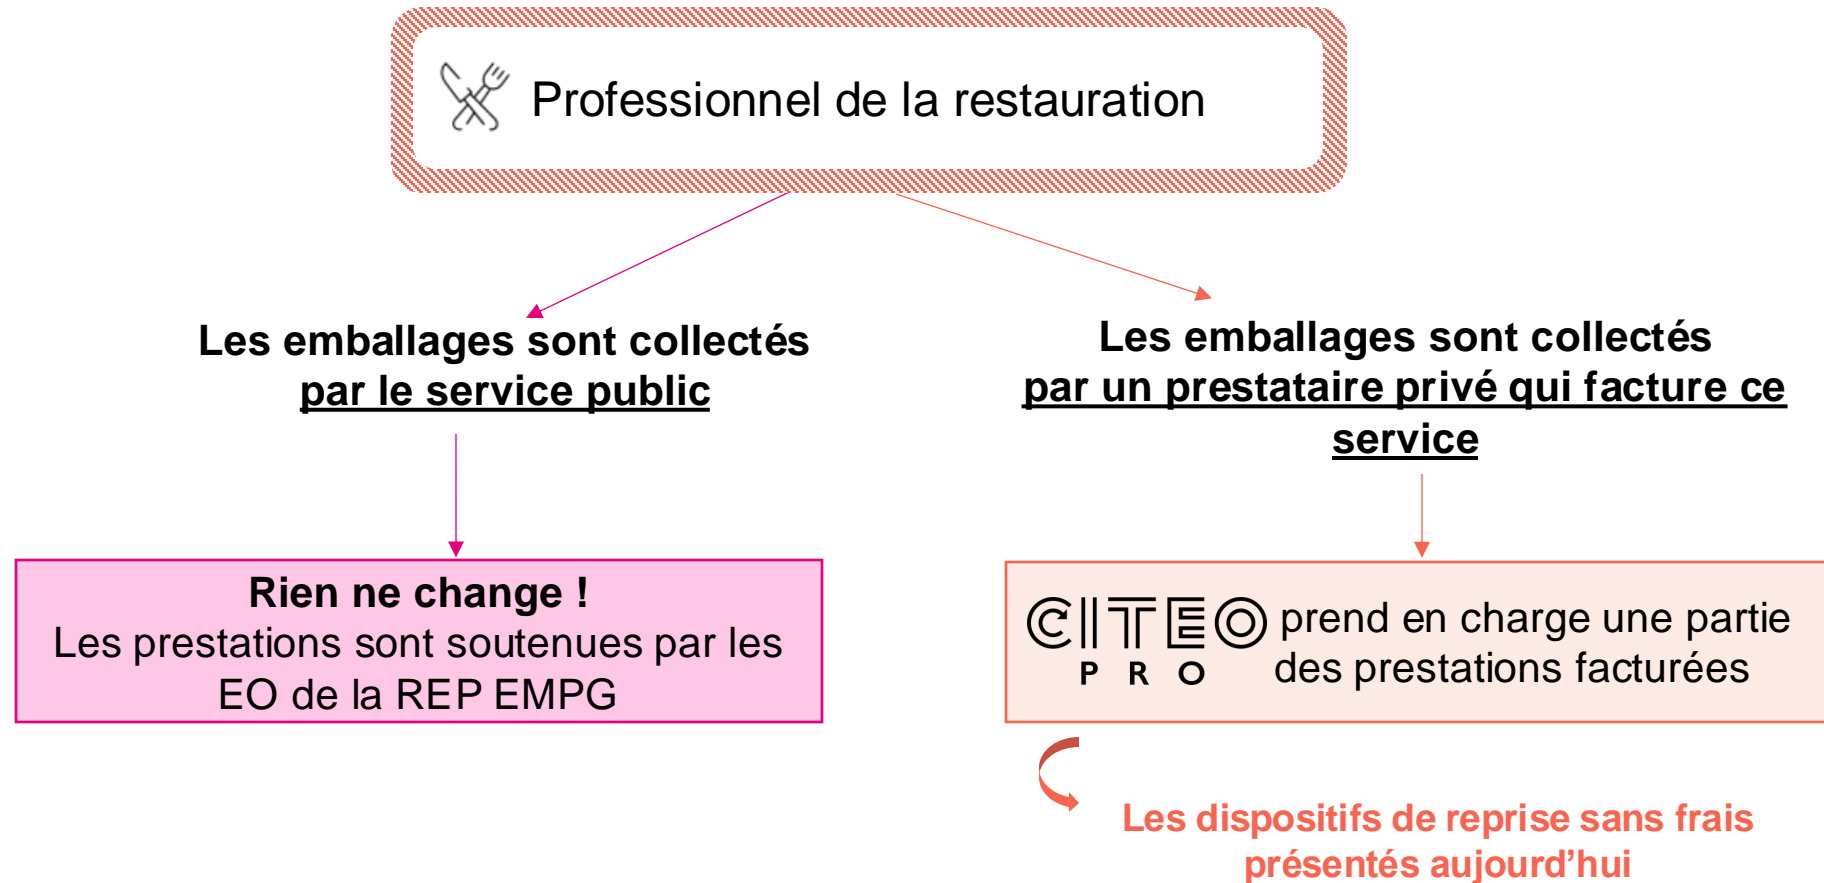 Professionnel de la restauration
Les emballages sont collectés
par le service public
Les emballages sont collectés
par un prestataire privé qui facture ce
service
Rien ne change !
Les prestations sont soutenues par les
EO de la REP EMPG
CITEO
PRO
prend en charge une partie
des prestations facturées
Les dispositifs de reprise sans frais
présentés aujourd’hui